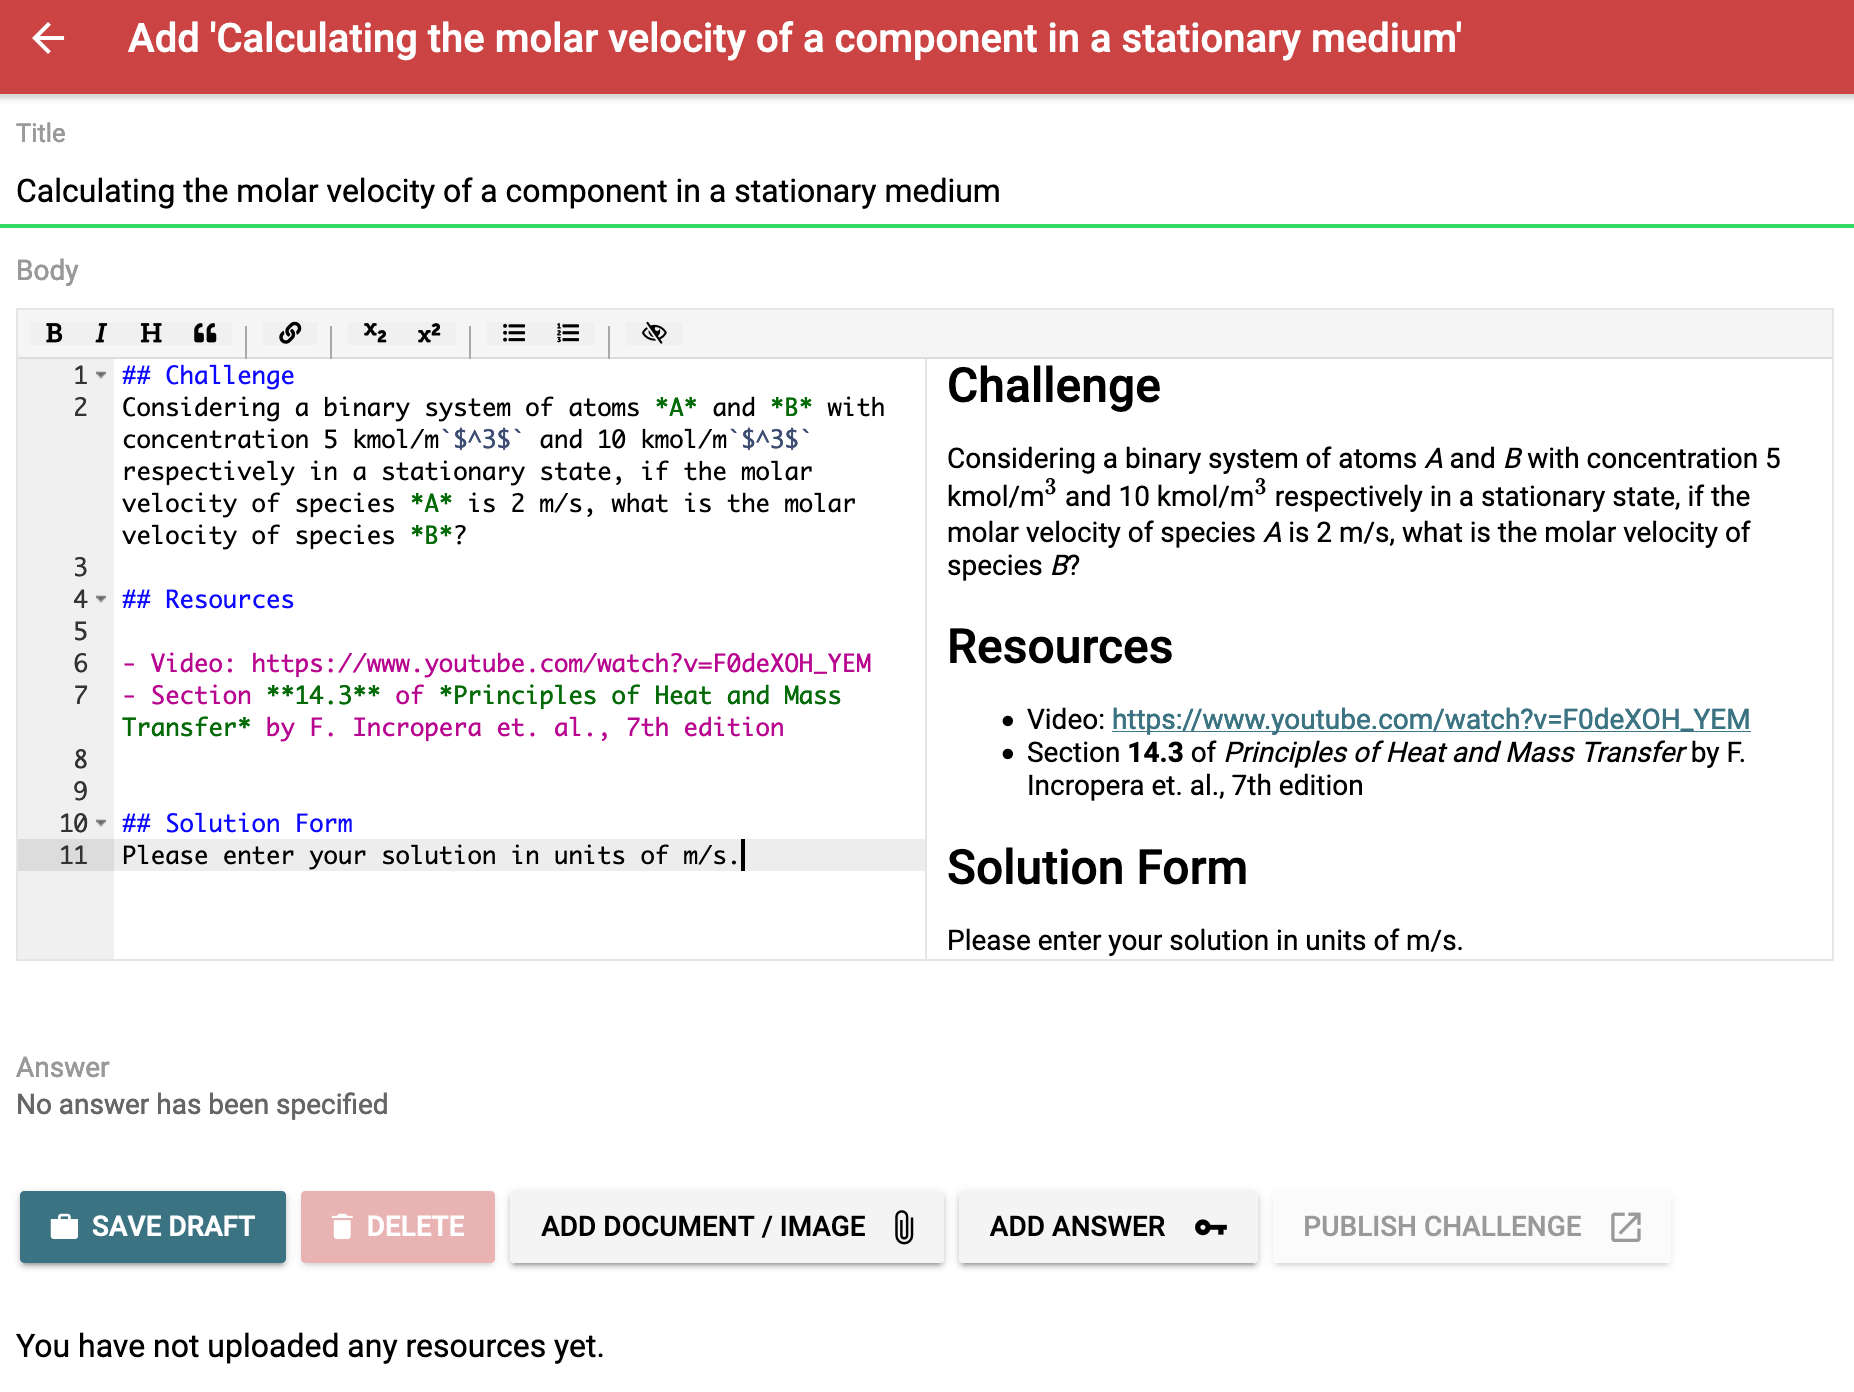 Add 'Calculating the molar velocity of a component in a stationary medium'
Title
Calculating the molar velocity of a component in a stationary medium
Body
B I H
x2 x²
1 ## Challenge
2 Considering a binary system of atoms *A* and *B* with
concentration 5 kmol/m`$^3$` and 10 kmol/m`$^3$`
respectively in a stationary state, if the molar
velocity of species *A* is 2 m/s, what is the molar
velocity of species *B*?
3
4 ## Resources
5
6 - Video: https://www.youtube.com/watch?v=F0deXOH_YEM
7 - Section **14.3** of *Principles of Heat and Mass
Transfer* by F. Incropera et. al., 7th edition
8
9
10 ## Solution Form
11 Please enter your solution in units of m/s.
Challenge
Considering a binary system of atoms A and B with concentration 5
kmol/m³ and 10 kmol/m³ respectively in a stationary state, if the
molar velocity of species A is 2 m/s, what is the molar velocity of
species B?
Resources
• Video: https://www.youtube.com/watch?v=F0deXOH_YEM
• Section 14.3 of Principles of Heat and Mass Transfer by F.
Incropera et. al., 7th edition
Solution Form
Please enter your solution in units of m/s.
Answer
No answer has been specified
SAVE DRAFT
DELETE
ADD DOCUMENT / IMAGE
ADD ANSWER
PUBLISH CHALLENGE
You have not uploaded any resources yet.